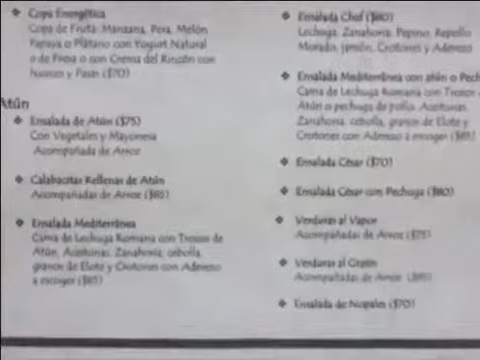 Copa Energética
Copa de Fruta: Manzana, Pera, Melón
Papaya o Plátano con Yogurt Natural
o de Fresa o con Crema del Rincón con
Nueces y Pasas ($70)
Atún
Ensalada de Atún ($75)
Con Vegetales y Mayonesa
Acompañada de Arroz
Calabacitas Rellenas de Atún
Acompañadas de Arroz ($85)
Ensalada Mediterránea
Cama de Lechuga Romana con Trozos de
Atún, Aceitunas, Zanahoria, cebolla,
granos de Elote y Crotones con Aderezo
a escoger ($85)
Ensalada Chef ($80)
Lechuga, Zanahoria, Pepino, Repollo
Morado, Jamón, Crotones y Aderezo
Ensalada Mediterránea con atún o Pech
Cama de Lechuga Romana con Trozos
Atún o pechuga de pollo, Aceitunas,
Zanahoria, cebolla, granos de Elote y
Crotones con Aderezo a escoger ($85)
Ensalada César ($70)
Ensalada César con Pechuga ($80)
Verduras al Vapor
Acompañadas de Arroz ($75)
Verduras al Gratín
Acompañadas de Arroz ($85)
Ensalada de Nopales ($70)